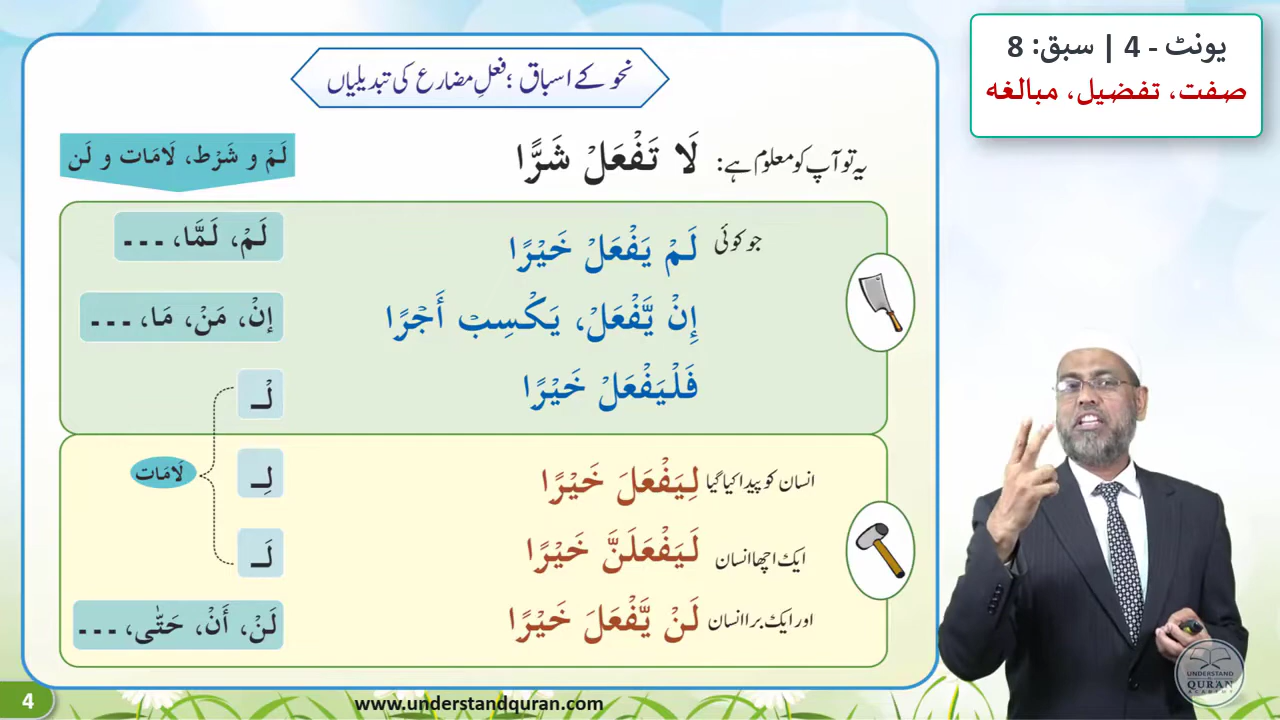 یونٹ - 4 | سبق: 8
صفت، تفضیل، مبالغہ
نحو کے اسباق ؛ فعلِ مضارع کی تبدیلیاں
یہ تو آپ کو معلوم ہے: لَا تَفْعَلْ شَرًّا
لَمْ و شَرْط، لَامَات و لَن
جو کوئی لَمْ يَفْعَلْ خَيْرًا
لَمْ، لَمَّا، ---
إِنْ يَّفْعَلْ، يَكْسِبْ أَجْرًا
إِنْ، مَنْ، مَا، ---
فَلْيَفْعَلْ خَيْرًا
لْـ
انسان کو پیدا کیا گیا لِيَفْعَلَ خَيْرًا
لِـ
لَامَات
ایک اچھا انسان لَيَفْعَلَنَّ خَيْرًا
لَـ
اور ایک برا انسان لَنْ يَّفْعَلَ خَيْرًا
لَنْ، أَنْ، حَتّٰى، ---
4
www.understandquran.com
UNDERSTAND
QURAN
ACADEMY